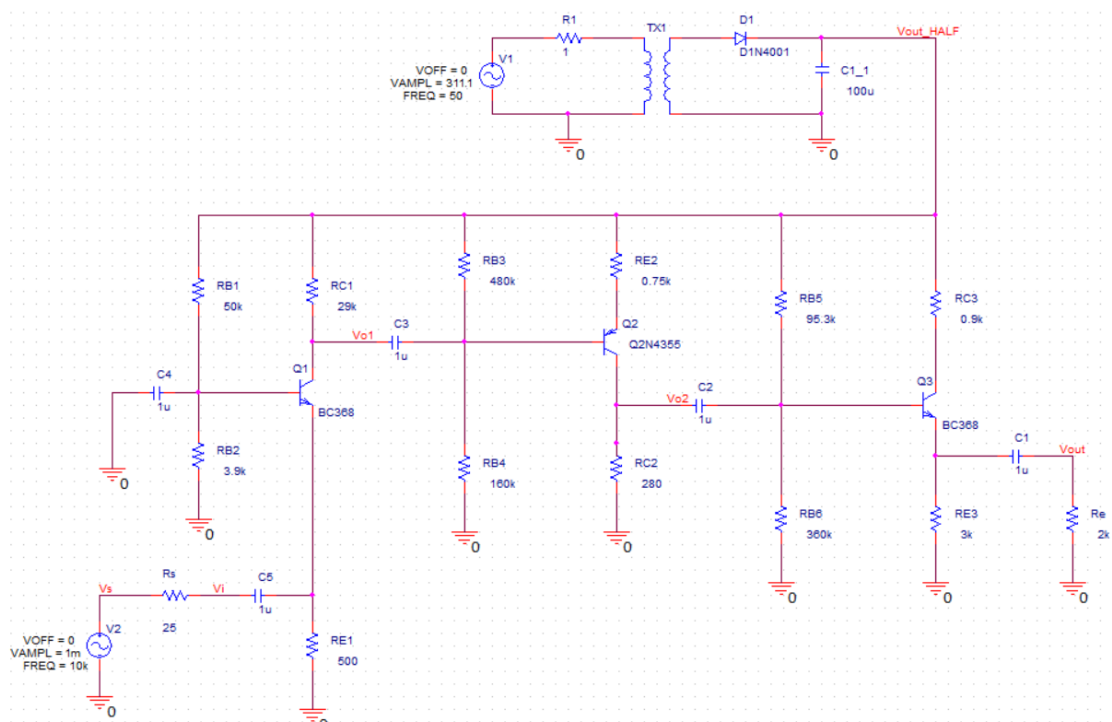 R1
1
TX1
D1
D1N4001
Vout_HALF
V1
VOFF = 0
VAMPL = 311.1
FREQ = 50
C1_1
100u
0
0
RB1
50k
RC1
29k
RB3
480k
RE2
0.75k
RB5
95.3k
RC3
0.9k
Vo1
C3
1u
Q2
Q2N4355
C4
1u
Q1
BC368
Vo2
C2
1u
Q3
BC368
RB2
3.9k
RB4
160k
RC2
280
C1
1u
Vout
RB6
360k
RE3
3k
Re
2k
0
0
0
0
0
0
0
Vs
Rs
25
Vi
C5
1u
V2
VOFF = 0
VAMPL = 1m
FREQ = 10k
RE1
500
0
0